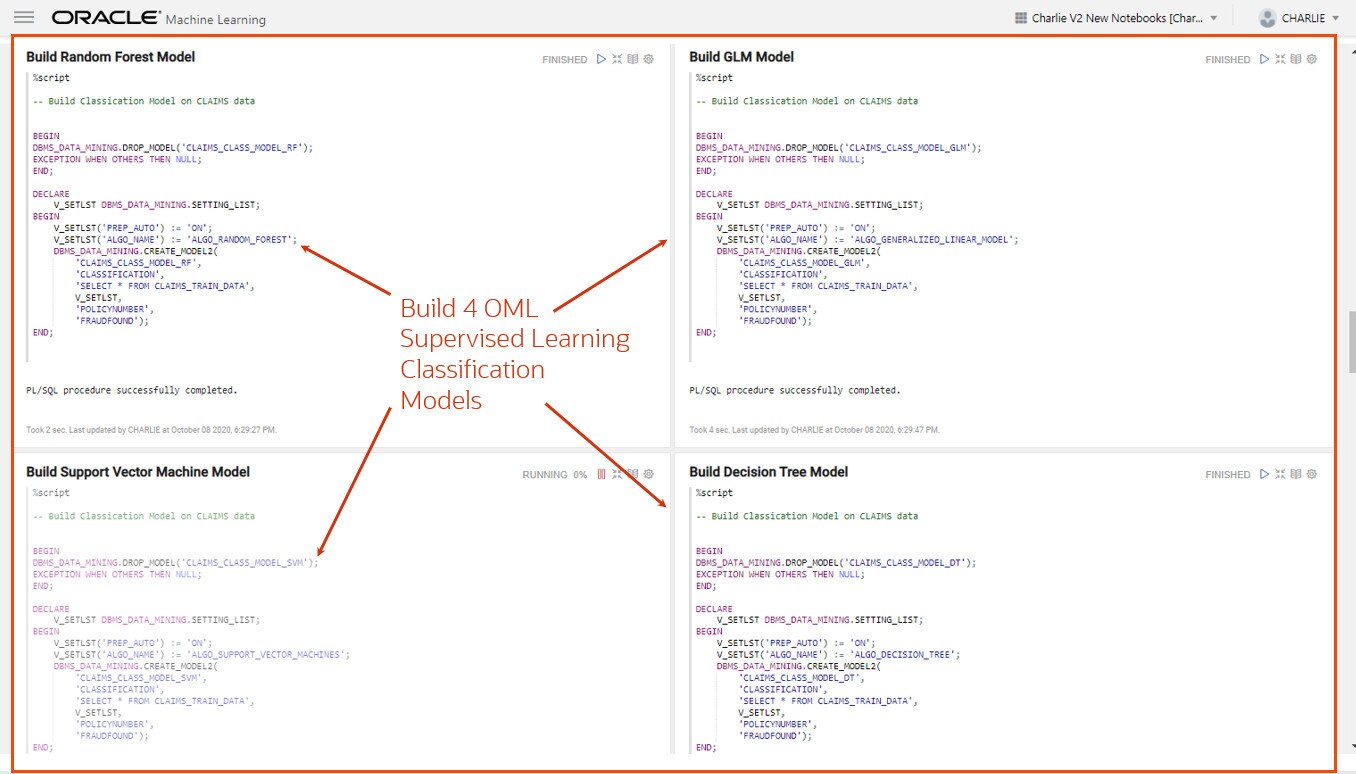 ORACLE® Machine Learning
Charlie V2 New Notebooks [Char...
CHARLIE
Build Random Forest Model
FINISHED
%script
-- Build Classication Model on CLAIMS data
BEGIN
DBMS_DATA_MINING.DROP_MODEL('CLAIMS_CLASS_MODEL_RF');
EXCEPTION WHEN OTHERS THEN NULL;
END;
DECLARE
V_SETLST DBMS_DATA_MINING.SETTING_LIST;
BEGIN
V_SETLST('PREP_AUTO') := 'ON';
V_SETLST('ALGO_NAME') := 'ALGO_RANDOM_FOREST';
DBMS_DATA_MINING.CREATE_MODEL2(
'CLAIMS_CLASS_MODEL_RF',
'CLASSIFICATION',
'SELECT * FROM CLAIMS_TRAIN_DATA',
V_SETLST,
'POLICYNUMBER',
'FRAUDFOUND');
END;
PL/SQL procedure successfully completed.
Took 2 sec. Last updated by CHARLIE at October 08 2020, 6:29:27 PM.
Build GLM Model
FINISHED
%script
-- Build Classication Model on CLAIMS data
BEGIN
DBMS_DATA_MINING.DROP_MODEL('CLAIMS_CLASS_MODEL_GLM');
EXCEPTION WHEN OTHERS THEN NULL;
END;
DECLARE
V_SETLST DBMS_DATA_MINING.SETTING_LIST;
BEGIN
V_SETLST('PREP_AUTO') := 'ON';
V_SETLST('ALGO_NAME') := 'ALGO_GENERALIZED_LINEAR_MODEL';
DBMS_DATA_MINING.CREATE_MODEL2(
'CLAIMS_CLASS_MODEL_GLM',
'CLASSIFICATION',
'SELECT * FROM CLAIMS_TRAIN_DATA',
V_SETLST,
'POLICYNUMBER',
'FRAUDFOUND');
END;
PL/SQL procedure successfully completed.
Took 4 sec. Last updated by CHARLIE at October 08 2020, 6:29:47 PM.
Build 4 OML
Supervised Learning
Classification
Models
Build Support Vector Machine Model
RUNNING 0%
%script
-- Build Classication Model on CLAIMS data
BEGIN
DBMS_DATA_MINING.DROP_MODEL('CLAIMS_CLASS_MODEL_SVM');
EXCEPTION WHEN OTHERS THEN NULL;
END;
DECLARE
V_SETLST DBMS_DATA_MINING.SETTING_LIST;
BEGIN
V_SETLST('PREP_AUTO') := 'ON';
V_SETLST('ALGO_NAME') := 'ALGO_SUPPORT_VECTOR_MACHINES';
DBMS_DATA_MINING.CREATE_MODEL2(
'CLAIMS_CLASS_MODEL_SVM',
'CLASSIFICATION',
'SELECT * FROM CLAIMS_TRAIN_DATA',
V_SETLST,
'POLICYNUMBER',
'FRAUDFOUND');
END;
Build Decision Tree Model
FINISHED
%script
-- Build Classication Model on CLAIMS data
BEGIN
DBMS_DATA_MINING.DROP_MODEL('CLAIMS_CLASS_MODEL_DT');
EXCEPTION WHEN OTHERS THEN NULL;
END;
DECLARE
V_SETLST DBMS_DATA_MINING.SETTING_LIST;
BEGIN
V_SETLST('PREP_AUTO') := 'ON';
V_SETLST('ALGO_NAME') := 'ALGO_DECISION_TREE';
DBMS_DATA_MINING.CREATE_MODEL2(
'CLAIMS_CLASS_MODEL_DT',
'CLASSIFICATION',
'SELECT * FROM CLAIMS_TRAIN_DATA',
V_SETLST,
'POLICYNUMBER',
'FRAUDFOUND');
END;